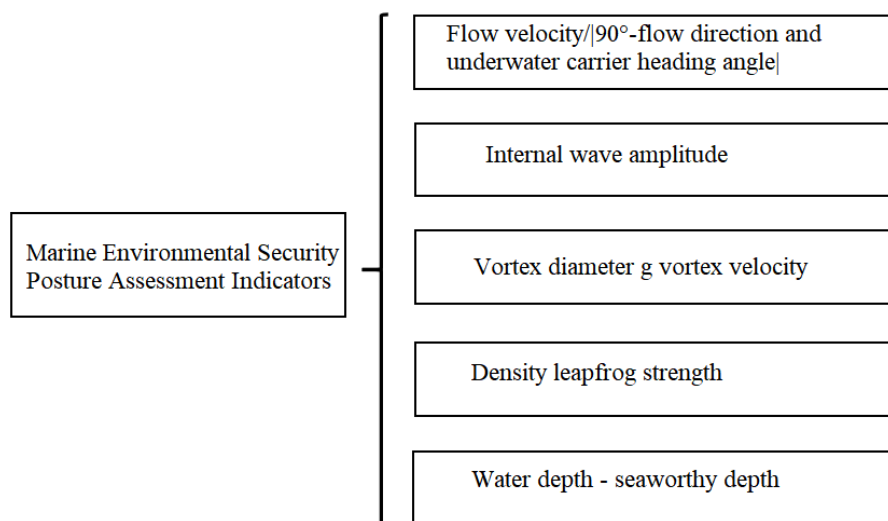 Flow velocity/|90°-flow direction and
underwater carrier heading angle|
Internal wave amplitude
Marine Environmental Security
Posture Assessment Indicators
Vortex diameter g vortex velocity
Density leapfrog strength
Water depth - seaworthy depth